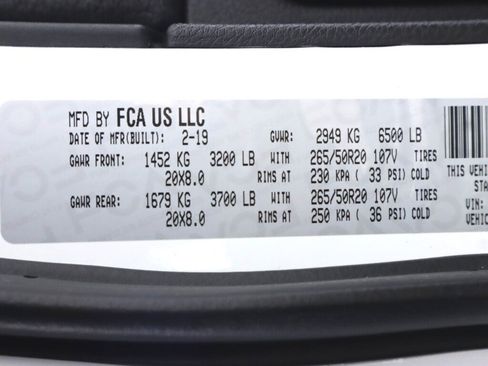 MFD BY FCA US LLC
DATE OF MFR(BUILT): 2-19 GVWR: 2949 KG 6500 LB
GAWR FRONT: 1452 KG 3200 LB WITH 265/50R20 107V TIRES
20X8.0 RIMS AT 230 KPA ( 33 PSI) COLD
GAWR REAR: 1679 KG 3700 LB WITH 265/50R20 107V TIRES
20X8.0 RIMS AT 250 KPA ( 36 PSI) COLD
THIS VEHI
STA
VIN:
VEHIC